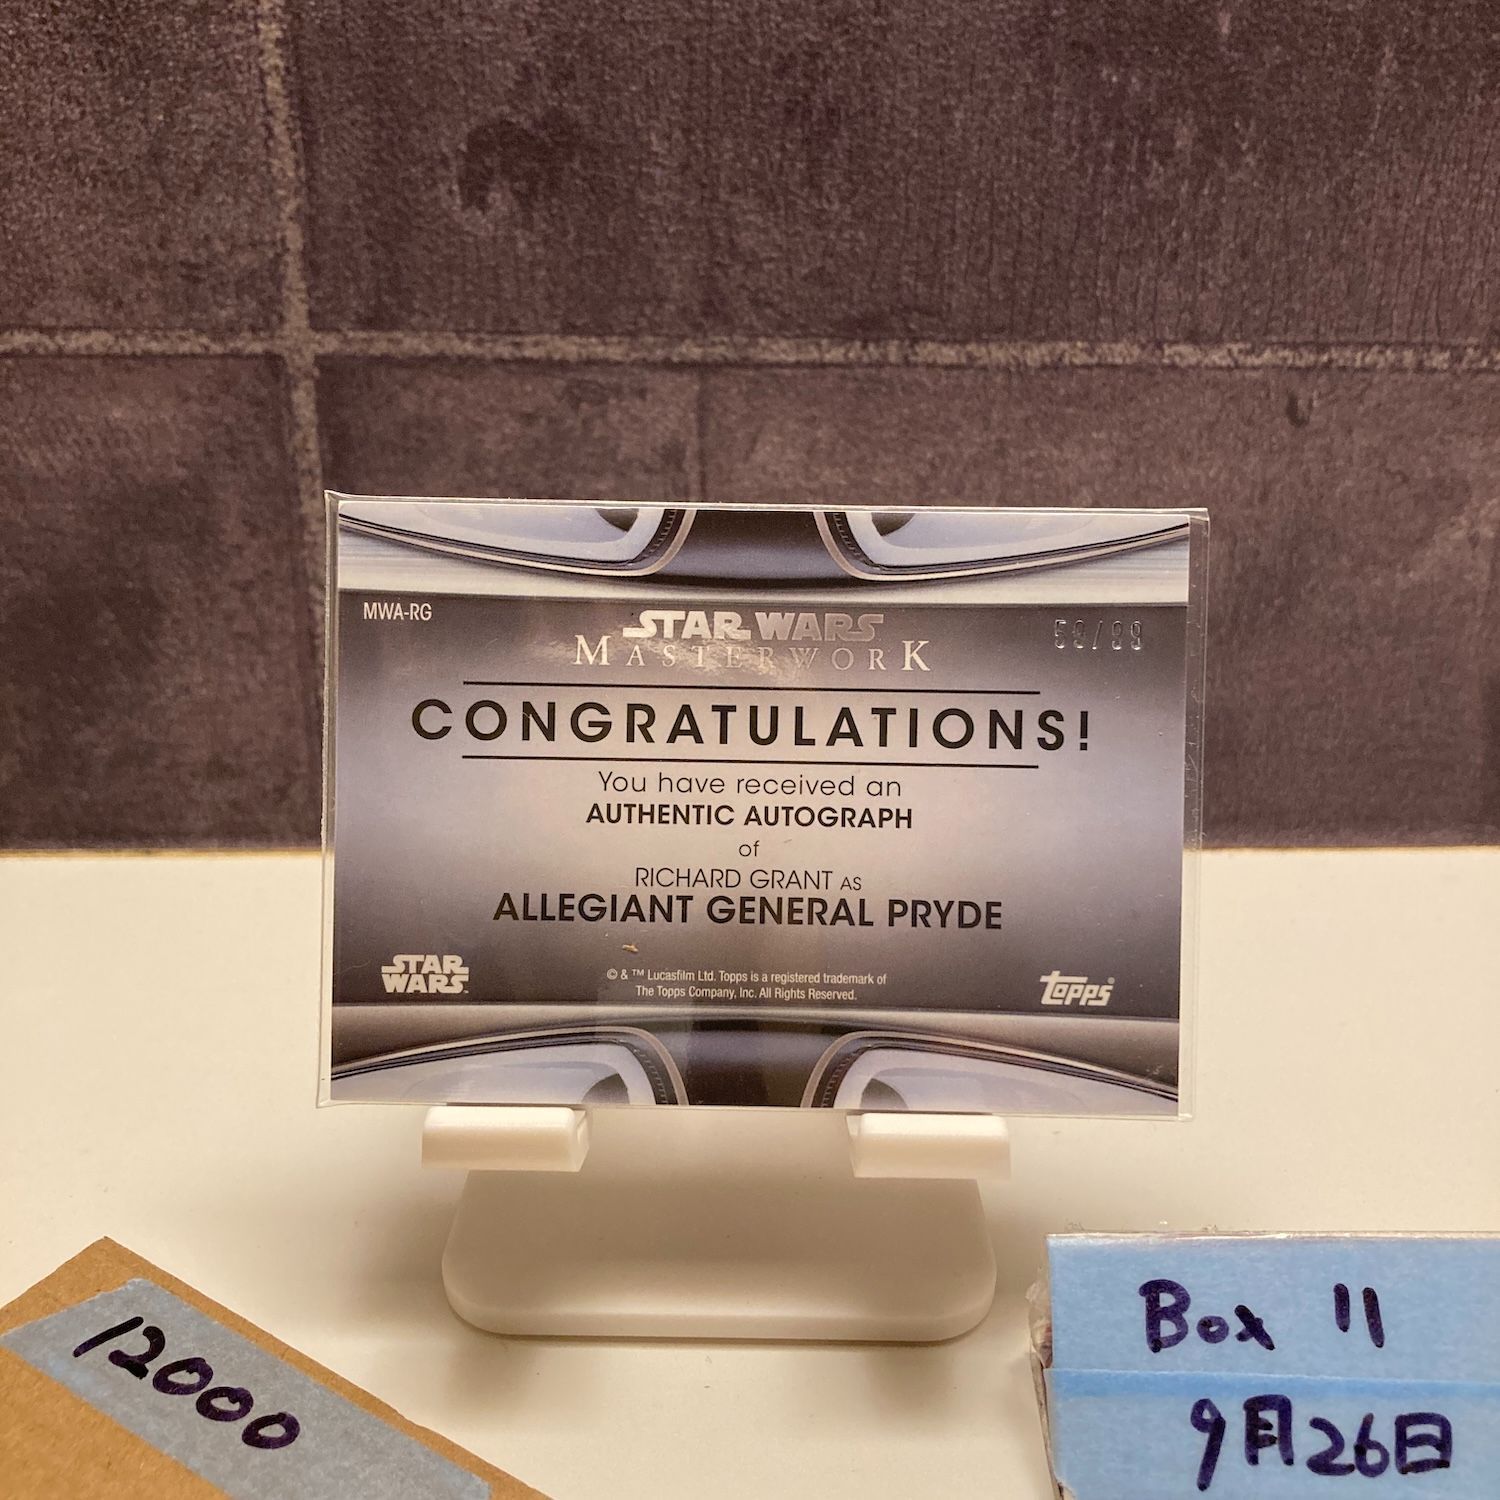 MWA-RG
STAR WARS
MASTERWORK
59/99
CONGRATULATIONS!
You have received an
AUTHENTIC AUTOGRAPH
of
RICHARD GRANT AS
ALLEGIANT GENERAL PRYDE
STAR
WARS
© & ™ Lucasfilm Ltd. Topps is a registered trademark of
The Topps Company, Inc. All Rights Reserved.
topps®
12000
Box 11
9月26日